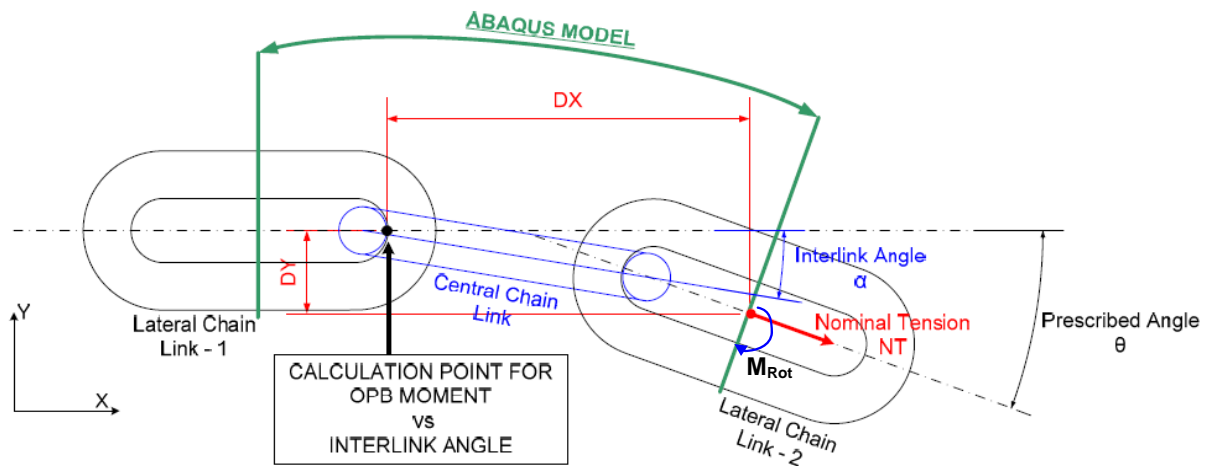 ABAQUS MODEL
DX
DY
Interlink Angle
α
Central Chain
Link
Nominal Tension
NT
Prescribed Angle
θ
Y
X
Lateral Chain
Link - 1
M_Rot
CALCULATION POINT FOR
OPB MOMENT
vs
INTERLINK ANGLE
Lateral Chain
Link - 2